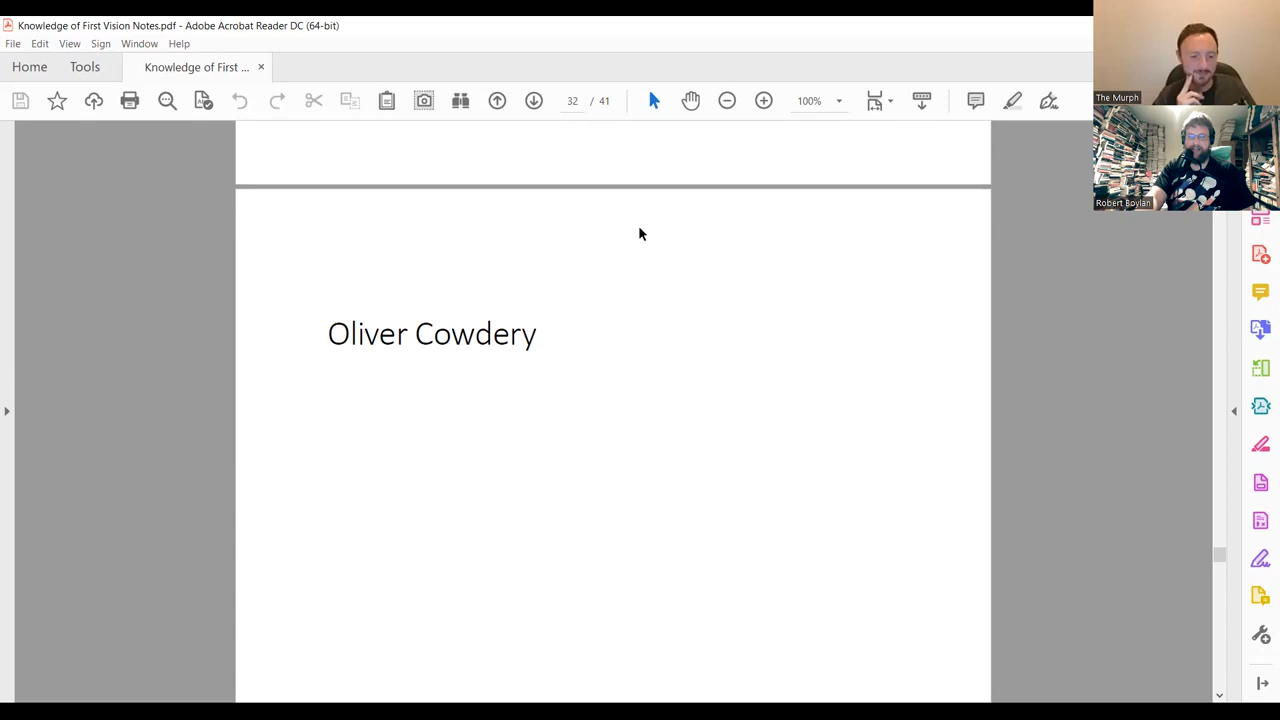 Knowledge of First Vision Notes.pdf - Adobe Acrobat Reader DC (64-bit)
File Edit View Sign Window Help
Home Tools Knowledge of First ... ×
32 / 41 100%
The Murph
Robert Boylan
Oliver Cowdery